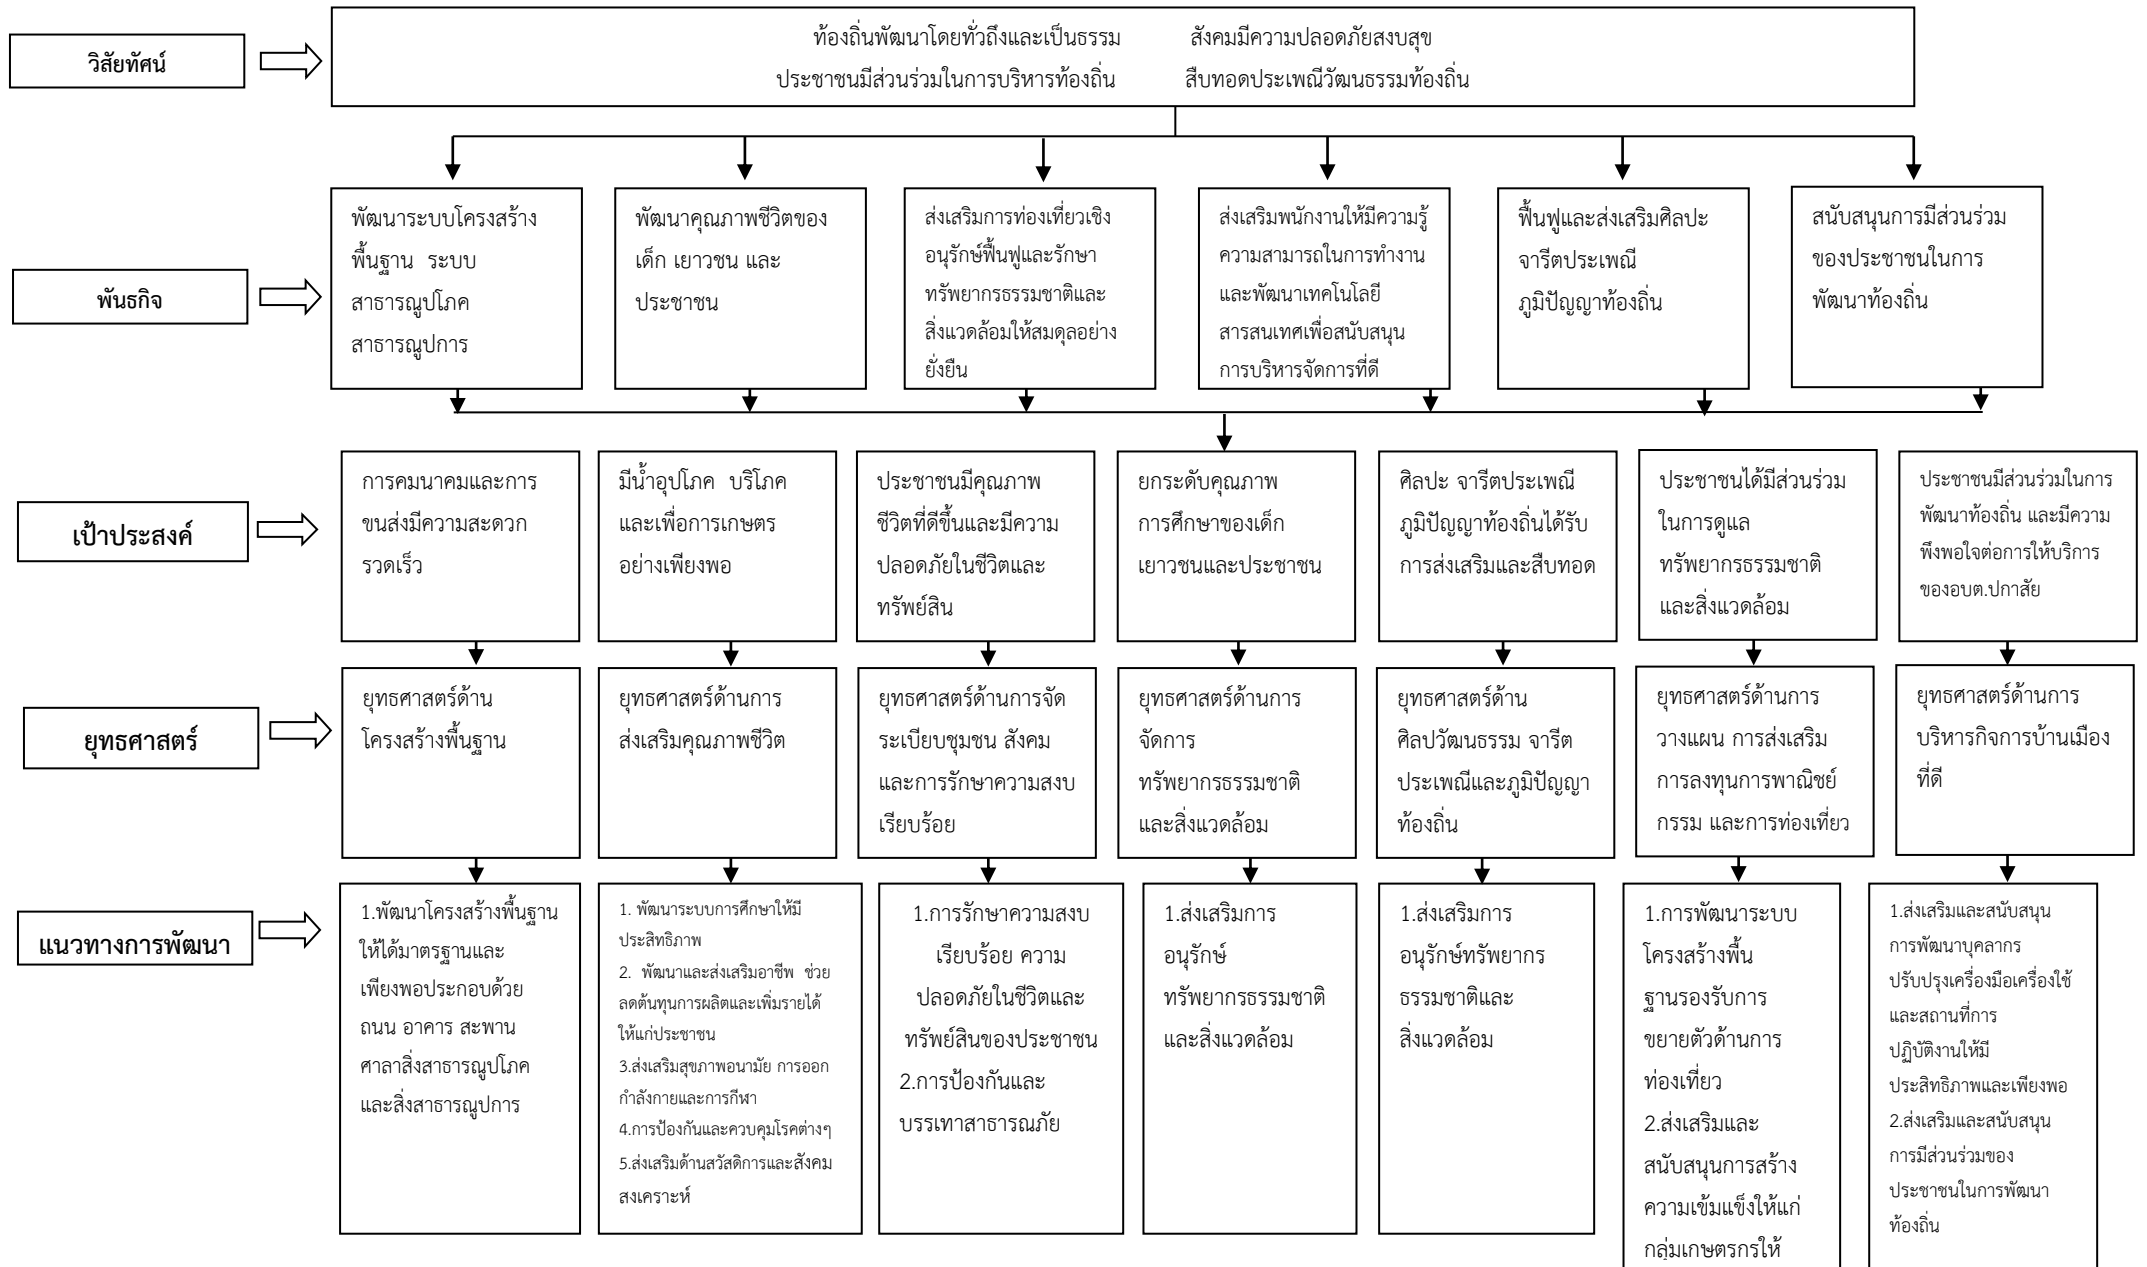 วิสัยทัศน์
ท้องถิ่นพัฒนาโดยทั่วถึงและเป็นธรรม สังคมมีความปลอดภัยสงบสุข
ประชาชนมีส่วนร่วมในการบริหารท้องถิ่น สืบทอดประเพณีวัฒนธรรมท้องถิ่น
พันธกิจ
พัฒนาระบบโครงสร้าง
พื้นฐาน ระบบ
สาธารณูปโภค
สาธารณูปการ
พัฒนาคุณภาพชีวิตของ
เด็ก เยาวชน และ
ประชาชน
ส่งเสริมการท่องเที่ยวเชิง
อนุรักษ์ฟื้นฟูและรักษา
ทรัพยากรธรรมชาติและ
สิ่งแวดล้อมให้สมดุลอย่าง
ยั่งยืน
ส่งเสริมพนักงานให้มีความรู้
ความสามารถในการทำงาน
และพัฒนาเทคโนโลยี
สารสนเทศเพื่อสนับสนุน
การบริหารจัดการที่ดี
ฟื้นฟูและส่งเสริมศิลปะ
จารีตประเพณี
ภูมิปัญญาท้องถิ่น
สนับสนุนการมีส่วนร่วม
ของประชาชนในการ
พัฒนาท้องถิ่น
เป้าประสงค์
การคมนาคมและการ
ขนส่งมีความสะดวก
รวดเร็ว
มีน้ำอุปโภค บริโภค
และเพื่อการเกษตร
อย่างเพียงพอ
ประชาชนมีคุณภาพ
ชีวิตที่ดีขึ้นและมีความ
ปลอดภัยในชีวิตและ
ทรัพย์สิน
ยกระดับคุณภาพ
การศึกษาของเด็ก
เยาวชนและประชาชน
ศิลปะ จารีตประเพณี
ภูมิปัญญาท้องถิ่นได้รับ
การส่งเสริมและสืบทอด
ประชาชนได้มีส่วนร่วม
ในการดูแล
ทรัพยากรธรรมชาติ
และสิ่งแวดล้อม
ประชาชนมีส่วนร่วมในการ
พัฒนาท้องถิ่น และมีความ
พึงพอใจต่อการให้บริการ
ของอบต.ปกาสัย
ยุทธศาสตร์
ยุทธศาสตร์ด้าน
โครงสร้างพื้นฐาน
ยุทธศาสตร์ด้านการ
ส่งเสริมคุณภาพชีวิต
ยุทธศาสตร์ด้านการจัด
ระเบียบชุมชน สังคม
และการรักษาความสงบ
เรียบร้อย
ยุทธศาสตร์ด้านการ
จัดการ
ทรัพยากรธรรมชาติ
และสิ่งแวดล้อม
ยุทธศาสตร์ด้าน
ศิลปวัฒนธรรม จารีต
ประเพณีและภูมิปัญญา
ท้องถิ่น
ยุทธศาสตร์ด้านการ
วางแผน การส่งเสริม
การลงทุนการพาณิชย์
กรรม และการท่องเที่ยว
ยุทธศาสตร์ด้านการ
บริหารกิจการบ้านเมือง
ที่ดี
แนวทางการพัฒนา
1.พัฒนาโครงสร้างพื้นฐาน
ให้ได้มาตรฐานและ
เพียงพอประกอบด้วย
ถนน อาคาร สะพาน
ศาลาสิ่งสาธารณูปโภค
และสิ่งสาธารณูปการ
1. พัฒนาระบบการศึกษาให้มี
ประสิทธิภาพ
2. พัฒนาและส่งเสริมอาชีพ ช่วย
ลดต้นทุนการผลิตและเพิ่มรายได้
ให้แก่ประชาชน
3.ส่งเสริมสุขภาพอนามัย การออก
กำลังกายและการกีฬา
4.การป้องกันและควบคุมโรคต่างๆ
5.ส่งเสริมด้านสวัสดิการและสังคม
สงเคราะห์
1.การรักษาความสงบ
เรียบร้อย ความ
ปลอดภัยในชีวิตและ
ทรัพย์สินของประชาชน
2.การป้องกันและ
บรรเทาสาธารณภัย
1.ส่งเสริมการ
อนุรักษ์
ทรัพยากรธรรมชาติ
และสิ่งแวดล้อม
1.ส่งเสริมการ
อนุรักษ์ทรัพยากร
ธรรมชาติและ
สิ่งแวดล้อม
1.การพัฒนาระบบ
โครงสร้างพื้น
ฐานรองรับการ
ขยายตัวด้านการ
ท่องเที่ยว
2.ส่งเสริมและ
สนับสนุนการสร้าง
ความเข้มแข็งให้แก่
กลุ่มเกษตรกรให้
1.ส่งเสริมและสนับสนุน
การพัฒนาบุคลากร
ปรับปรุงเครื่องมือเครื่องใช้
และสถานที่การ
ปฏิบัติงานให้มี
ประสิทธิภาพและเพียงพอ
2.ส่งเสริมและสนับสนุน
การมีส่วนร่วมของ
ประชาชนในการพัฒนา
ท้องถิ่น